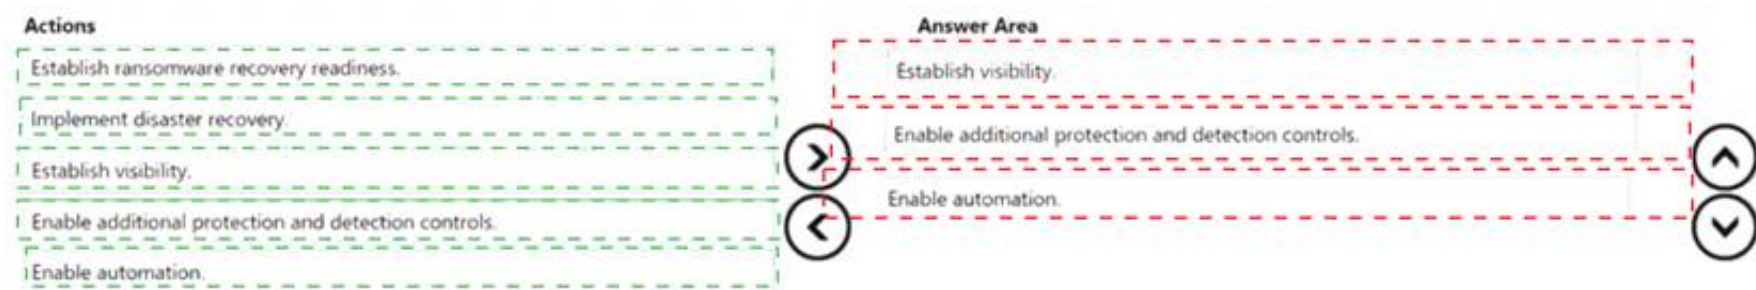 Actions
Establish ransomware recovery readiness.
Implement disaster recovery.
Establish visibility.
Enable additional protection and detection controls.
Enable automation.
Answer Area
Establish visibility.
Enable additional protection and detection controls.
Enable automation.